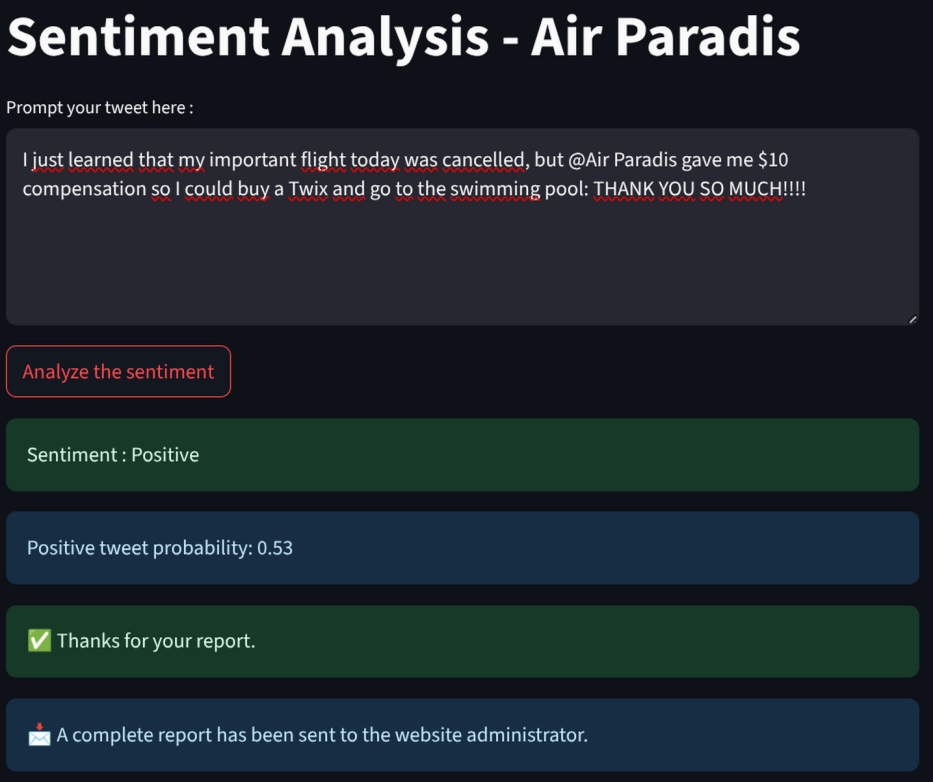 Sentiment Analysis - Air Paradis
Prompt your tweet here :
I just learned that my important flight today was cancelled, but @Air Paradis gave me $10
compensation so I could buy a Twix and go to the swimming pool: THANK YOU SO MUCH!!!!
Analyze the sentiment
Sentiment : Positive
Positive tweet probability: 0.53
✅ Thanks for your report.
📩 A complete report has been sent to the website administrator.